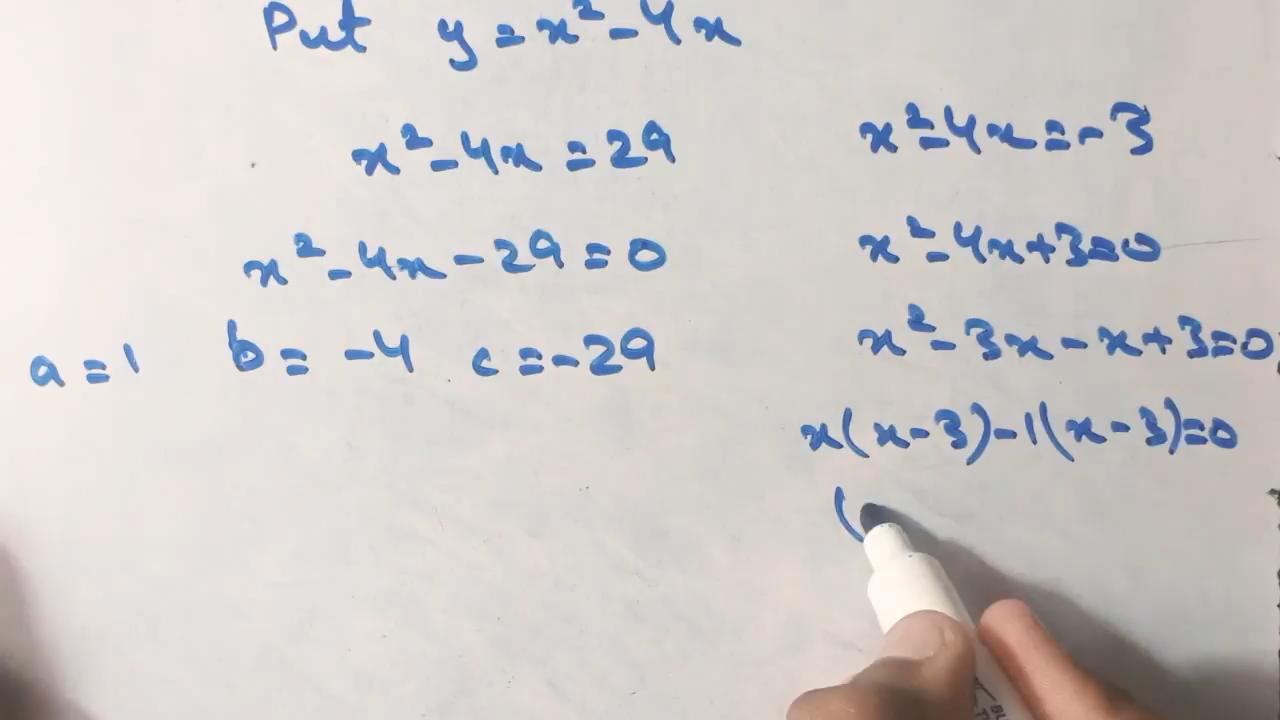 Put y = x² - 4x
x² - 4x = 29
x² - 4x - 29 = 0
a = 1 b = -4 c = -29
x² - 4x = -3
x² - 4x + 3 = 0
x² - 3x - x + 3 = 0
x(x - 3) - 1(x - 3) = 0
(